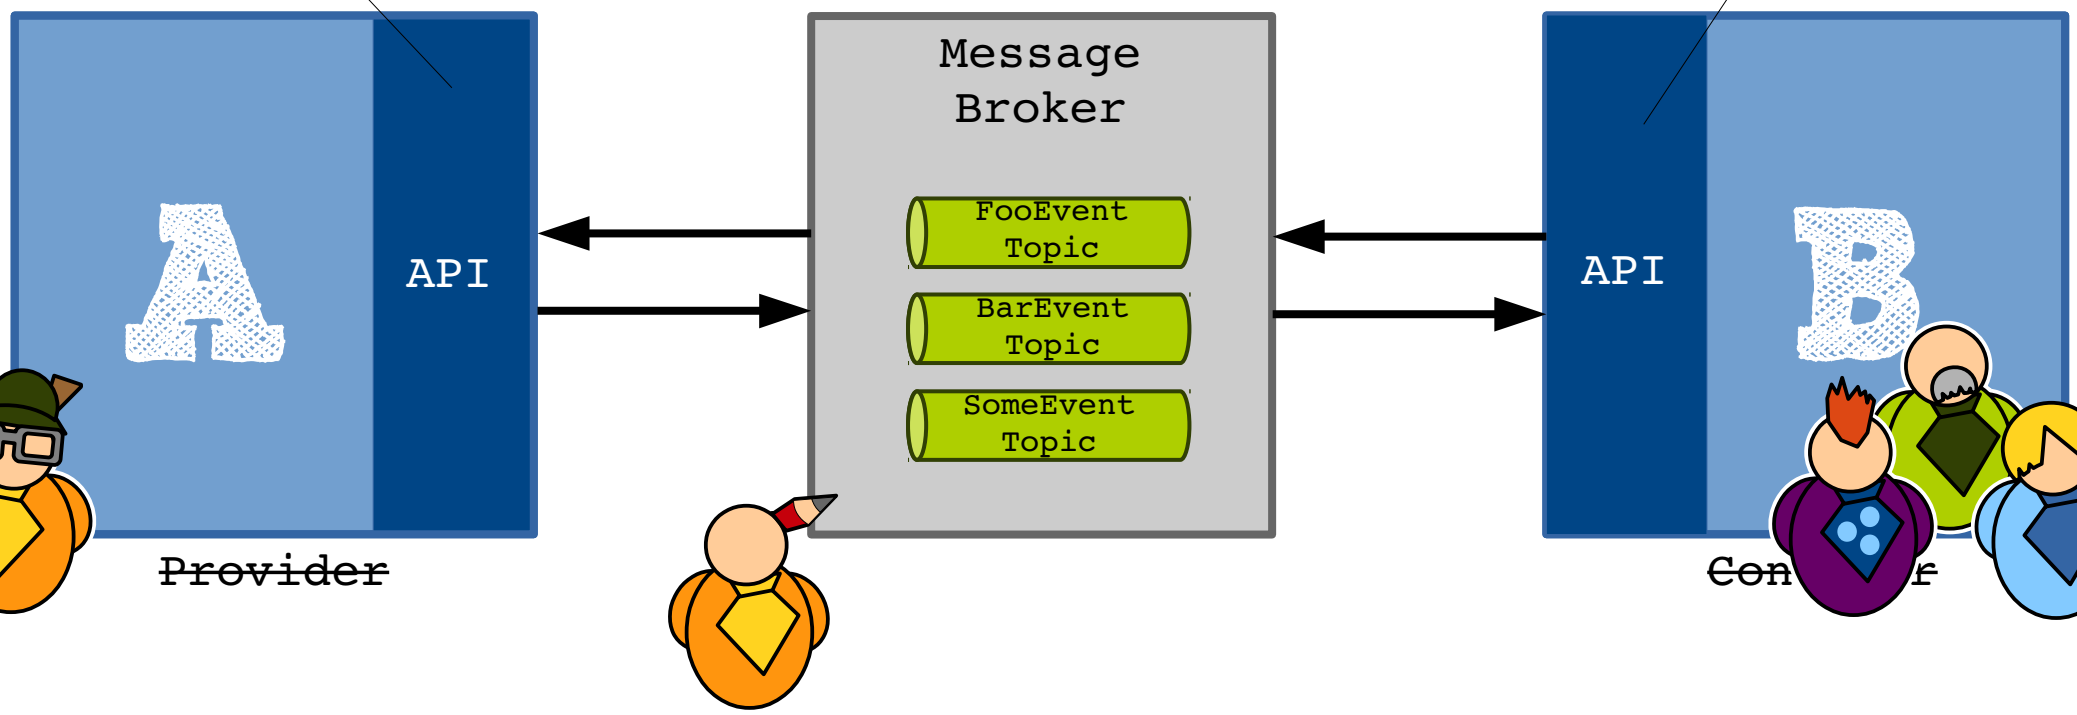 Message
Broker
FooEvent
Topic
BarEvent
Topic
SomeEvent
Topic
A
API
API
B
Provider